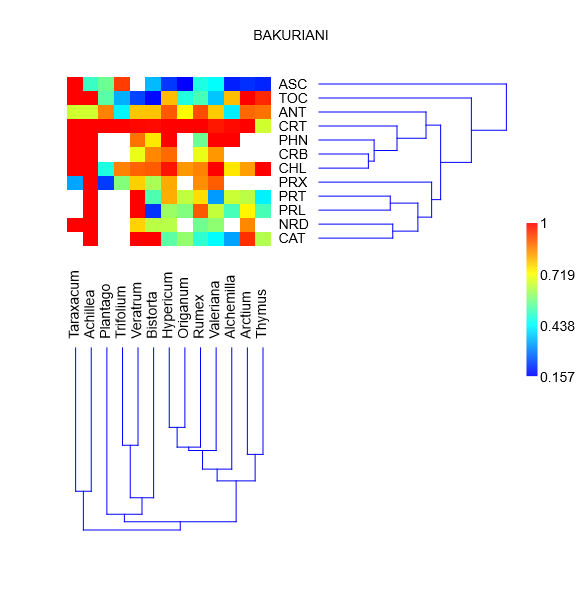 BAKURIANI
ASC
TOC
ANT
CRT
PHN
CRB
CHL
PRX
PRT
PRL
NRD
CAT
1
0.719
0.438
0.157
Taraxacum
Achillea
Plantago
Trifolium
Veratrum
Bistorta
Hypericum
Origanum
Rumex
Valeriana
Alchemilla
Arctium
Thymus